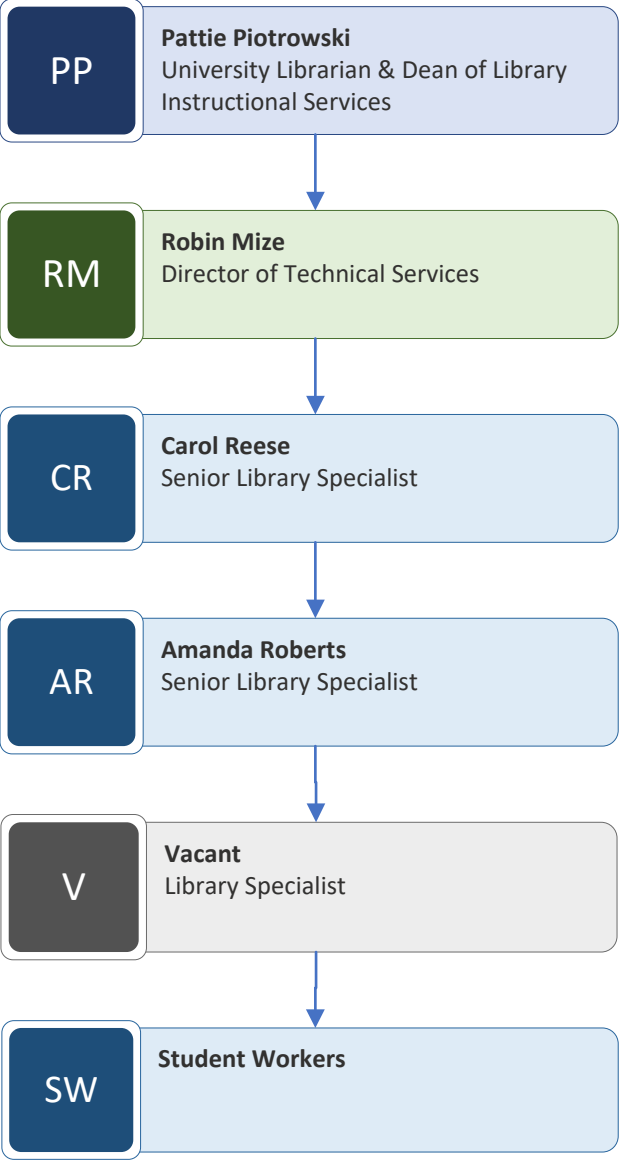 PP
Pattie Piotrowski
University Librarian & Dean of Library
Instructional Services
RM
Robin Mize
Director of Technical Services
CR
Carol Reese
Senior Library Specialist
AR
Amanda Roberts
Senior Library Specialist
V
Vacant
Library Specialist
SW
Student Workers